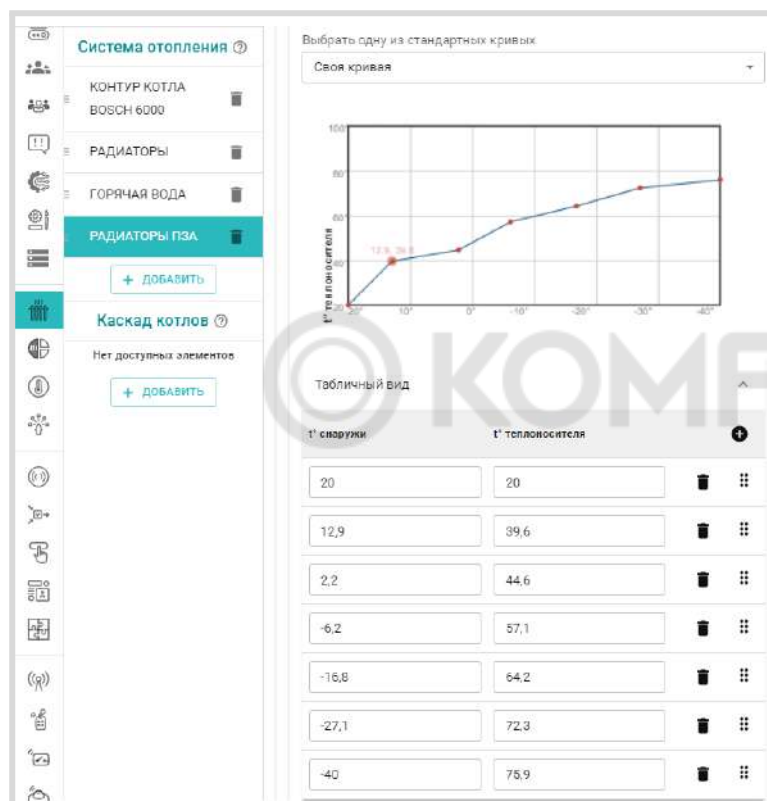 Система отопления
КОНТУР КОТЛА
BOSCH 6000
РАДИАТОРЫ
ГОРЯЧАЯ ВОДА
РАДИАТОРЫ ПЗА
+ ДОБАВИТЬ
Каскад котлов
Нет доступных элементов
+ ДОБАВИТЬ
Выбрать одну из стандартных кривых
Своя кривая
t° теплоносителя
100
80
60
40
20
12.9, 39.6
20° 10° 0° -10° -20° -30° -40°
KOMF
Табличный вид
t° снаружи t° теплоносителя
20 20
12,9 39,6
2,2 44,6
-6,2 57,1
-16,8 64,2
-27,1 72,3
-40 75,9